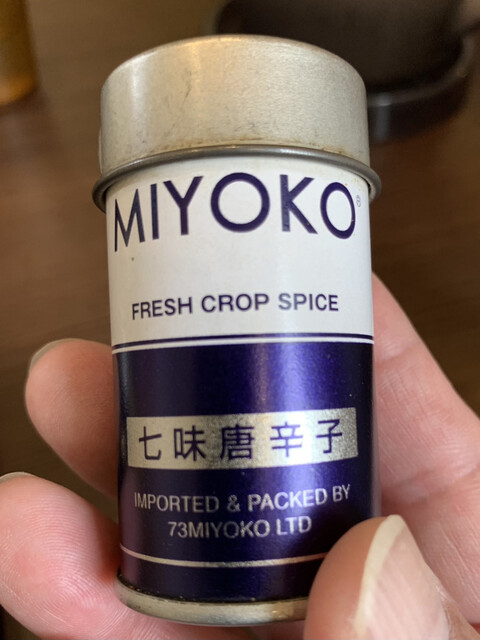 MIYOKO®
FRESH CROP SPICE
七味唐辛子
IMPORTED & PACKED BY
73MIYOKO LTD